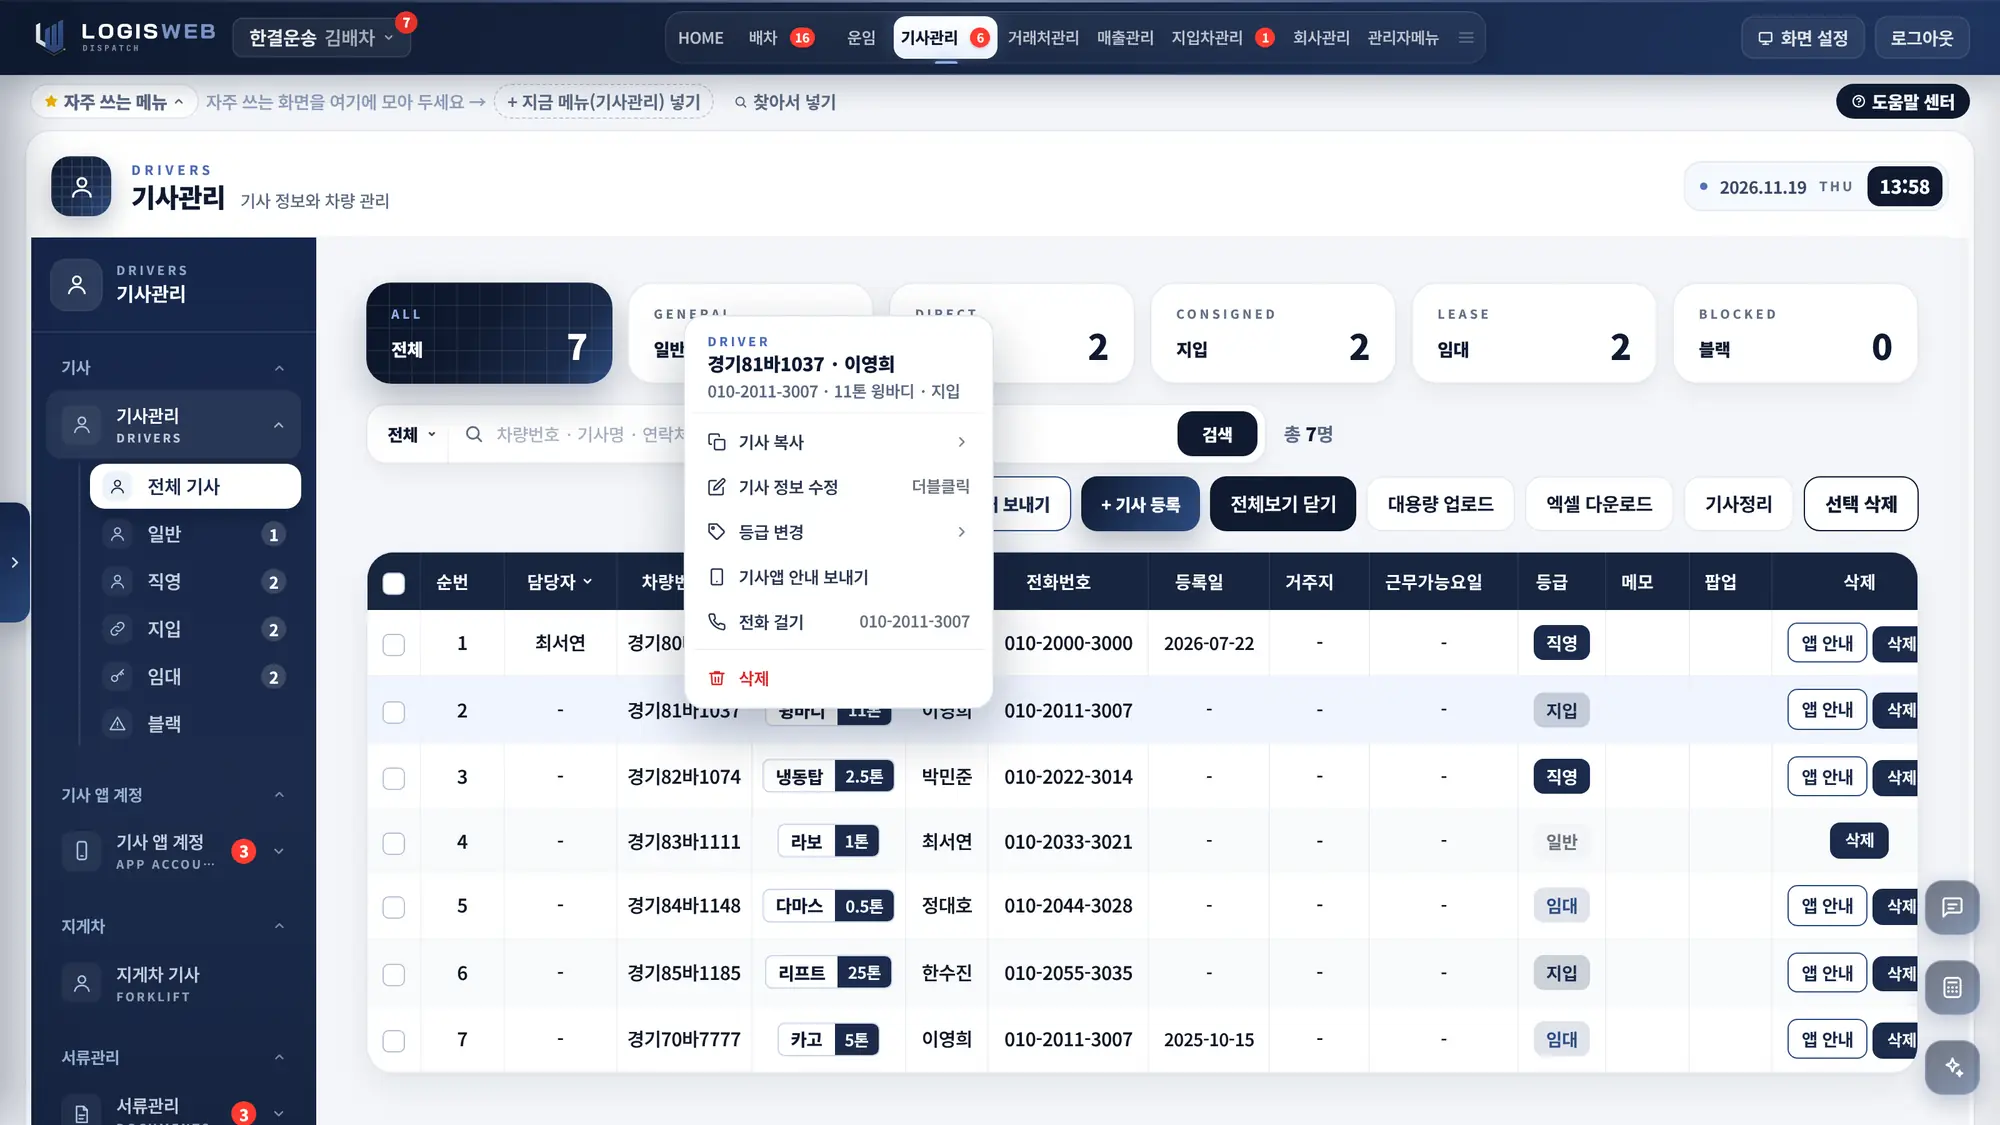 LOGISWEB
DISPATCH
한결운송 김배차
7
HOME
배차 16
운임
기사관리 6
거래처관리
매출관리
지입차관리 1
회사관리
관리자메뉴
화면 설정
로그아웃
자주 쓰는 메뉴
자주 쓰는 화면을 여기에 모아 두세요 →
+ 지금 메뉴(기사관리) 넣기
찾아서 넣기
도움말 센터
DRIVERS
기사관리 기사 정보와 차량 관리
2026.11.19 THU 13:58
DRIVERS
기사관리
기사
기사관리
DRIVERS
전체 기사
일반 1
직영 2
지입 2
임대 2
블랙
기사 앱 계정
기사 앱 계정
APP ACCOU···
3
지게차
지게차 기사
FORKLIFT
서류관리
서류관리
3
ALL
전체 7
GENERAL
일반
DIRECT
2
CONSIGNED
지입 2
LEASE
임대 2
BLOCKED
블랙 0
전체
차량번호 · 기사명 · 연락처
검색
총 7명
보내기
+ 기사 등록
전체보기 닫기
대용량 업로드
엑셀 다운로드
기사정리
선택 삭제
DRIVER
경기81바1037 · 이영희
010-2011-3007 · 11톤 윙바디 · 지입
기사 복사
기사 정보 수정 더블클릭
등급 변경
기사앱 안내 보내기
전화 걸기 010-2011-3007
삭제
순번 담당자 차량번 전화번호 등록일 거주지 근무가능요일 등급 메모 팝업 삭제
1 최서연 경기80 010-2000-3000 2026-07-22 - - 직영 앱 안내 삭제
2 - 경기81바1037 윙바디 11톤 이영희 010-2011-3007 - - - 지입 앱 안내 삭제
3 - 경기82바1074 냉동탑 2.5톤 박민준 010-2022-3014 - - - 직영 앱 안내 삭제
4 - 경기83바1111 라보 1톤 최서연 010-2033-3021 - - - 일반 삭제
5 - 경기84바1148 다마스 0.5톤 정대호 010-2044-3028 - - - 임대 앱 안내 삭제
6 - 경기85바1185 리프트 25톤 한수진 010-2055-3035 - - - 지입 앱 안내 삭제
7 - 경기70바7777 카고 5톤 이영희 010-2011-3007 2025-10-15 - - 임대 앱 안내 삭제